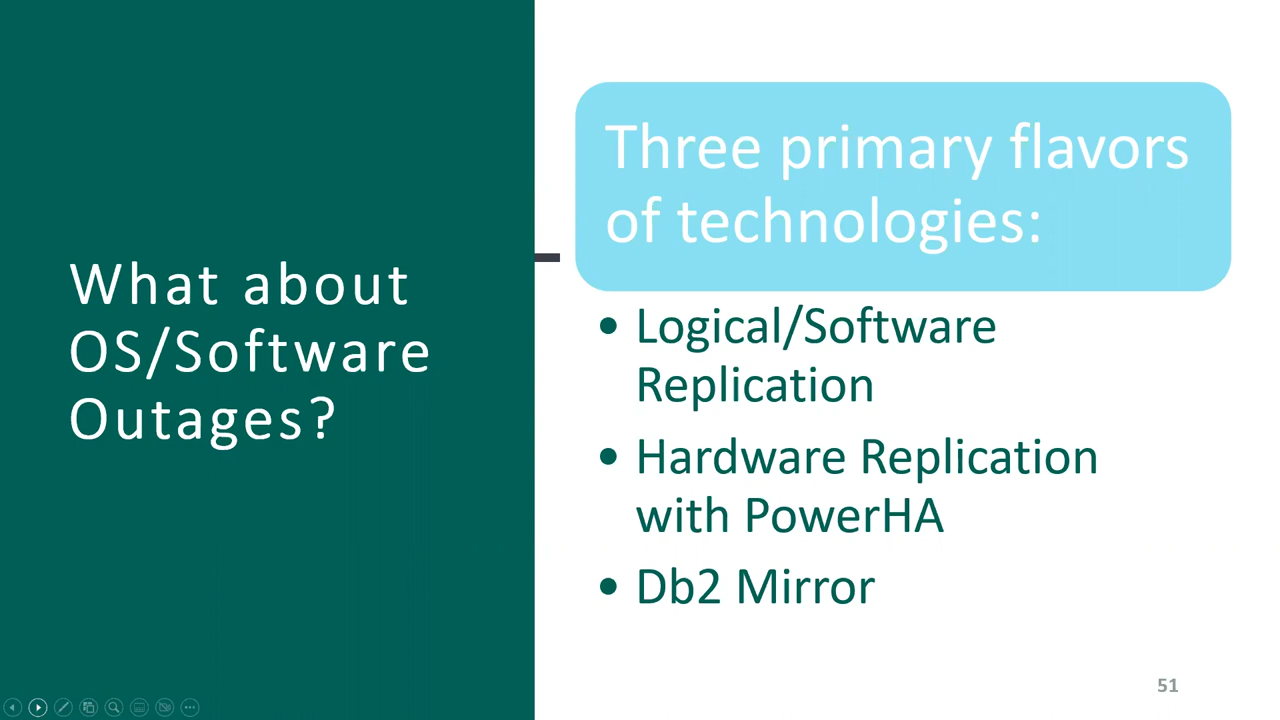 What about
OS/Software
Outages?
Three primary flavors
of technologies:
• Logical/Software
Replication
• Hardware Replication
with PowerHA
• Db2 Mirror
51